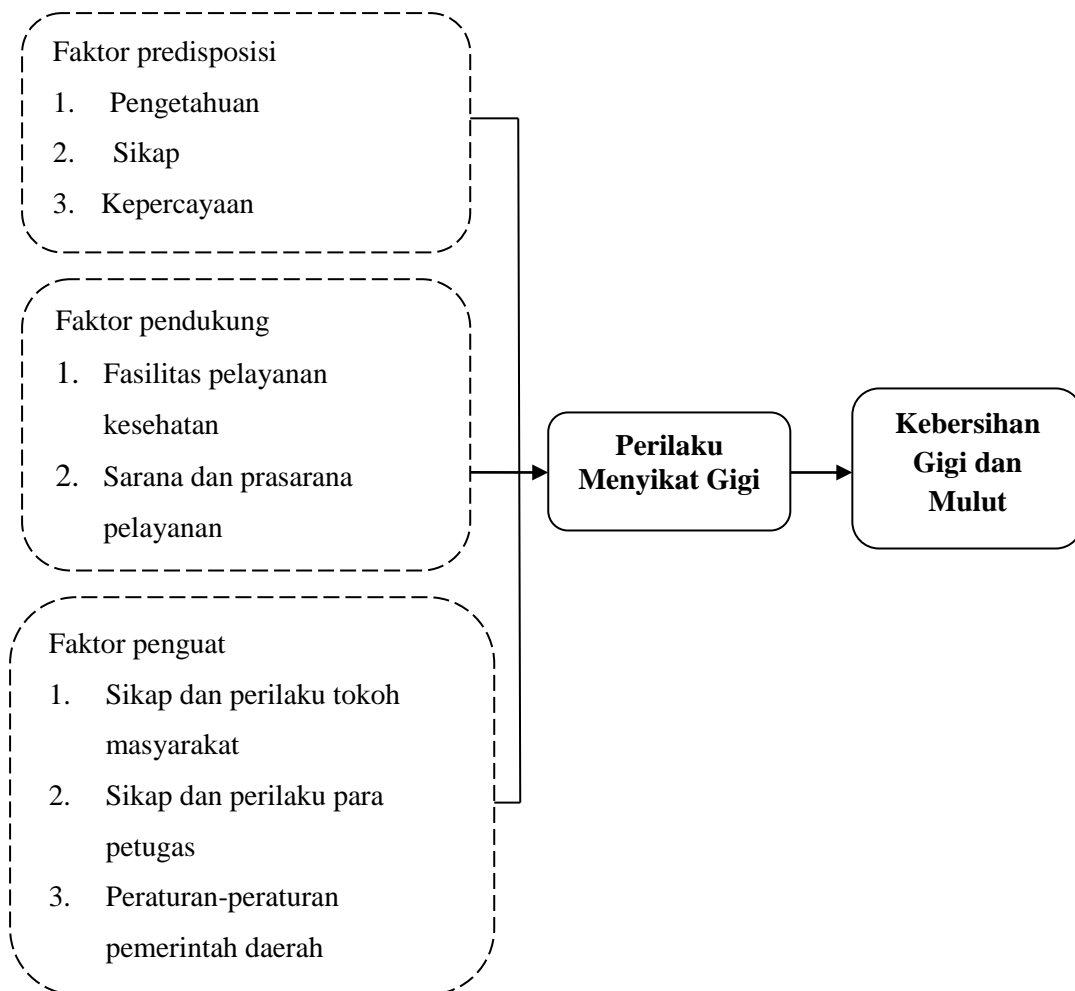 Faktor predisposisi
1. Pengetahuan
2. Sikap
3. Kepercayaan
Faktor pendukung
1. Fasilitas pelayanan
kesehatan
2. Sarana dan prasarana
pelayanan
Faktor penguat
1. Sikap dan perilaku tokoh
masyarakat
2. Sikap dan perilaku para
petugas
3. Peraturan-peraturan
pemerintah daerah
Perilaku
Menyikat Gigi
Kebersihan
Gigi dan
Mulut